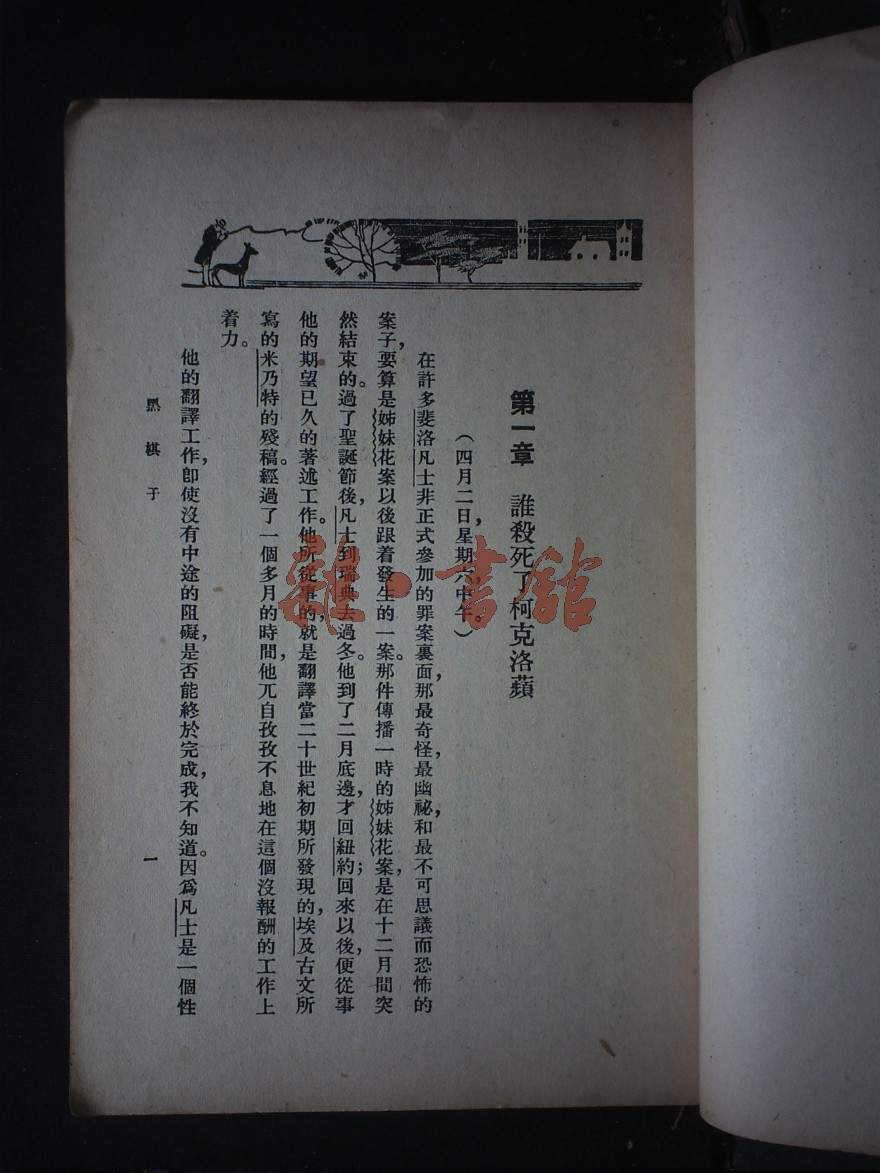 第一章　誰殺死了柯克洛蘋
（四月二日，星期六，中午。）
在許多斐洛凡士非正式參加的罪案裏面，那最奇怪，最幽祕，和最不可思議而恐怖的
案子，要算是姊妹花案以後跟着發生的一案。那件傳播一時的姊妹花案，是在十二月間突
然結束的。過了聖誕節後，凡士到瑞典去過冬。他到了二月底邊，才回紐約；回來以後，便從事
他的期望已久的著述工作。他所從事的，就是翻譯當二十世紀初期所發現的，埃及古文所
寫的米乃特的殘稿。經過了一個多月的時間，他兀自孜孜不息地在這個沒報酬的工作上
着力。
他的翻譯工作，即使沒有中途的阻礙，是否能終於完成，我不知道。因爲凡士是一個性
黑棋子
一
雜·書館